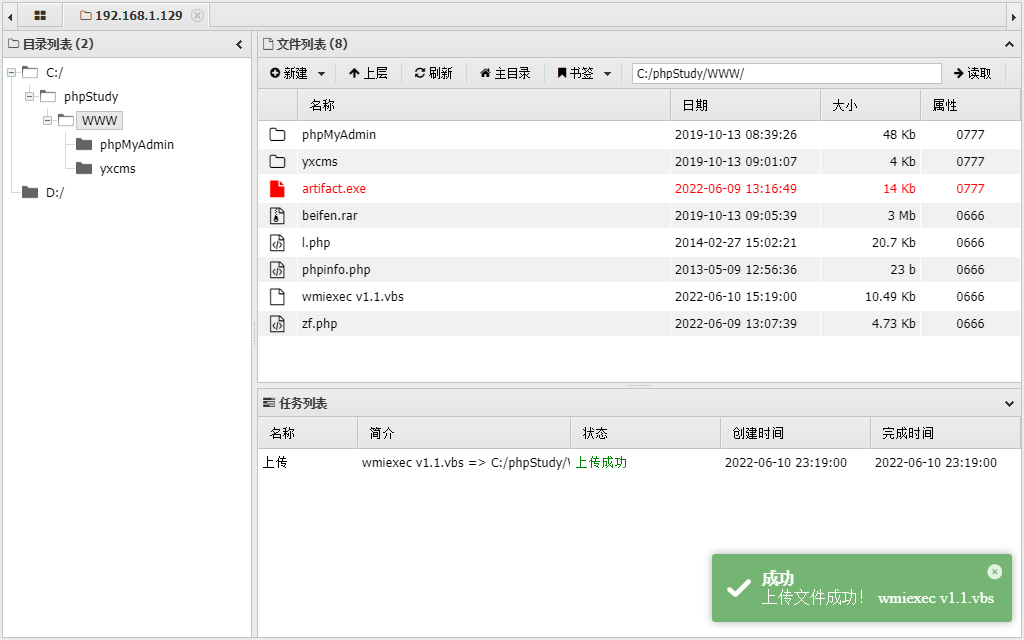 192.168.1.129
目录列表 (2)
C:/
phpStudy
WWW
phpMyAdmin
yxcms
D:/
文件列表 (8)
新建 上层 刷新 主目录 书签 C:/phpStudy/WWW/ 读取
名称 日期 大小 属性
phpMyAdmin 2019-10-13 08:39:26 48 Kb 0777
yxcms 2019-10-13 09:01:07 4 Kb 0777
artifact.exe 2022-06-09 13:16:49 14 Kb 0777
beifen.rar 2019-10-13 09:05:39 3 Mb 0666
l.php 2014-02-27 15:02:21 20.7 Kb 0666
phpinfo.php 2013-05-09 12:56:36 23 b 0666
wmiexec v1.1.vbs 2022-06-10 15:19:00 10.49 Kb 0666
zf.php 2022-06-09 13:07:39 4.73 Kb 0666
任务列表
名称 简介 状态 创建时间 完成时间
上传 wmiexec v1.1.vbs => C:/phpStudy/ 上传成功 2022-06-10 23:19:00 2022-06-10 23:19:00
成功
上传文件成功! wmiexec v1.1.vbs